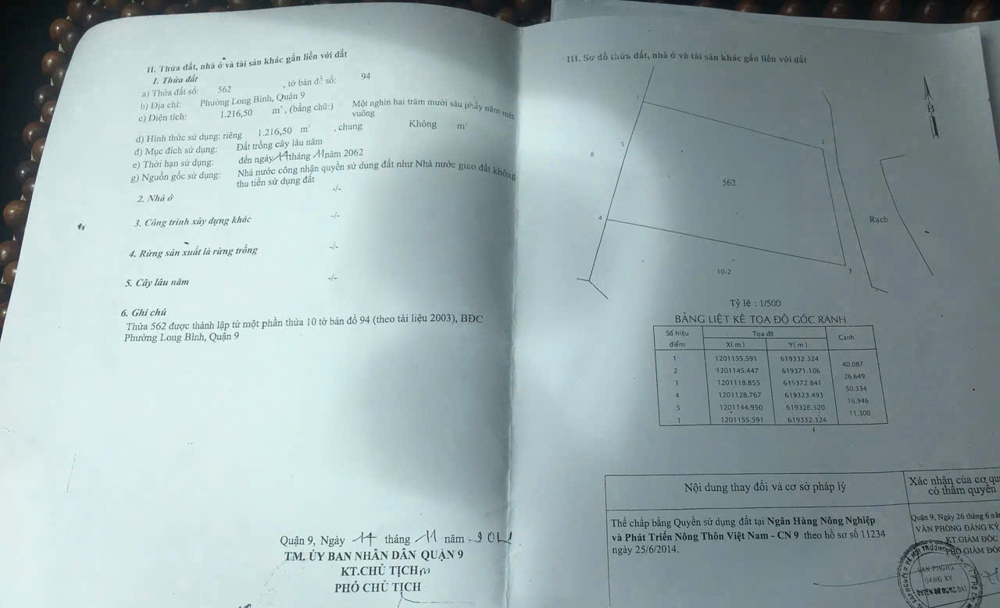 II. Thửa đất, nhà ở và tài sản khác gắn liền với đất
1. Thửa đất
a) Thửa đất số: 562 , tờ bản đồ số: 94
b) Địa chỉ: Phường Long Bình, Quận 9
c) Diện tích: 1.216,50 m², (bằng chữ:) Một nghìn hai trăm mười sáu phẩy năm mét
vuông
d) Hình thức sử dụng: riêng 1.216,50 m² , chung Không m²
đ) Mục đích sử dụng: Đất trồng cây lâu năm
e) Thời hạn sử dụng: đến ngày 14 tháng 11 năm 2062
g) Nguồn gốc sử dụng: Nhà nước công nhận quyền sử dụng đất như Nhà nước giao đất không
thu tiền sử dụng đất
2. Nhà ở -/-
3. Công trình xây dựng khác -/-
4. Rừng sản xuất là rừng trồng -/-
5. Cây lâu năm -/-
6. Ghi chú
Thửa 562 được thành lập từ một phần thửa 10 tờ bản đồ 94 (theo tài liệu 2003), BĐC
Phường Long Bình, Quận 9
Quận 9, Ngày 14 tháng 11 năm 2012
TM. ỦY BAN NHÂN DÂN QUẬN 9
KT.CHỦ TỊCH
PHÓ CHỦ TỊCH
III. Sơ đồ thửa đất, nhà ở và tài sản khác gắn liền với đất
B
1
2
5
8
562
4
Rạch
10-2
3
Tỷ lệ : 1/500
BẢNG LIỆT KÊ TỌA ĐỘ GÓC RANH
Số hiệu điểm Tọa độ Cạnh
X( m ) Y( m )
1 1201155.591 619332.324
40.087
2 1201145.447 619371.106
26.649
3 1201118.855 619372.841
50.334
4 1201128.767 619323.493
16.946
5 1201144.950 619328.520
11.300
1 1201155.591 619332.324
Nội dung thay đổi và cơ sở pháp lý
Xác nhận của cơ qu
có thẩm quyền
Thế chấp bằng Quyền sử dụng đất tại Ngân Hàng Nông Nghiệp
và Phát Triển Nông Thôn Việt Nam - CN 9 theo hồ sơ số 11234
ngày 25/6/2014.
Quận 9, Ngày 26 tháng 6 nă
VĂN PHÒNG ĐĂNG KÝ
KT.GIÁM ĐỐC
PHÓ GIÁM ĐỐC
VĂN PHÒNG
ĐĂNG KÝ
QUYỀN SỬ DỤNG ĐẤT